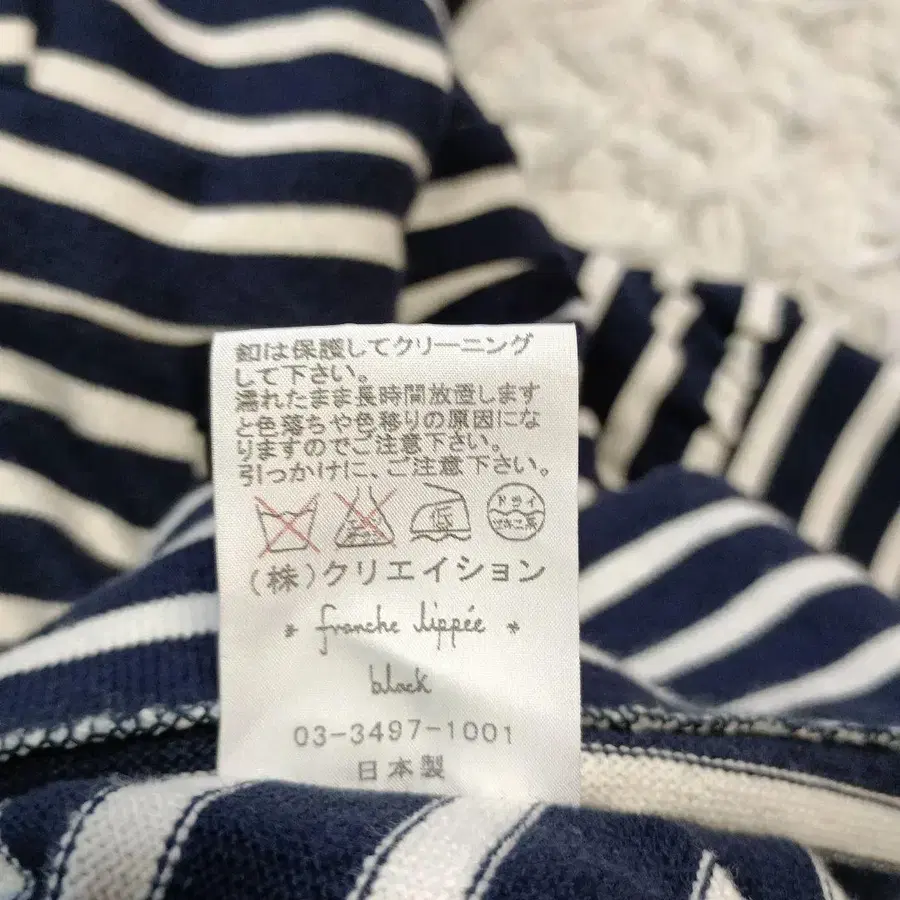 釦は保護してクリーニング
して下さい。
濡れたまま長時間放置します
と色落ちや色移りの原因にな
りますのでご注意下さい。
引っかけに、ご注意下さい。
低 ドライ
(株)クリエイション
* franche lippée *
black
03-3497-1001
日本製